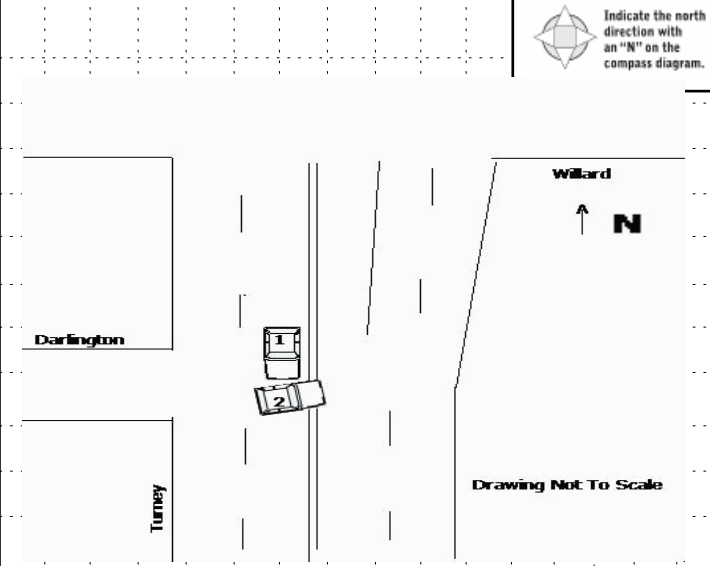 Indicate the north
direction with
an "N" on the
compass diagram.
Willard
N
Darlington
1
2
Turney
Drawing Not To Scale